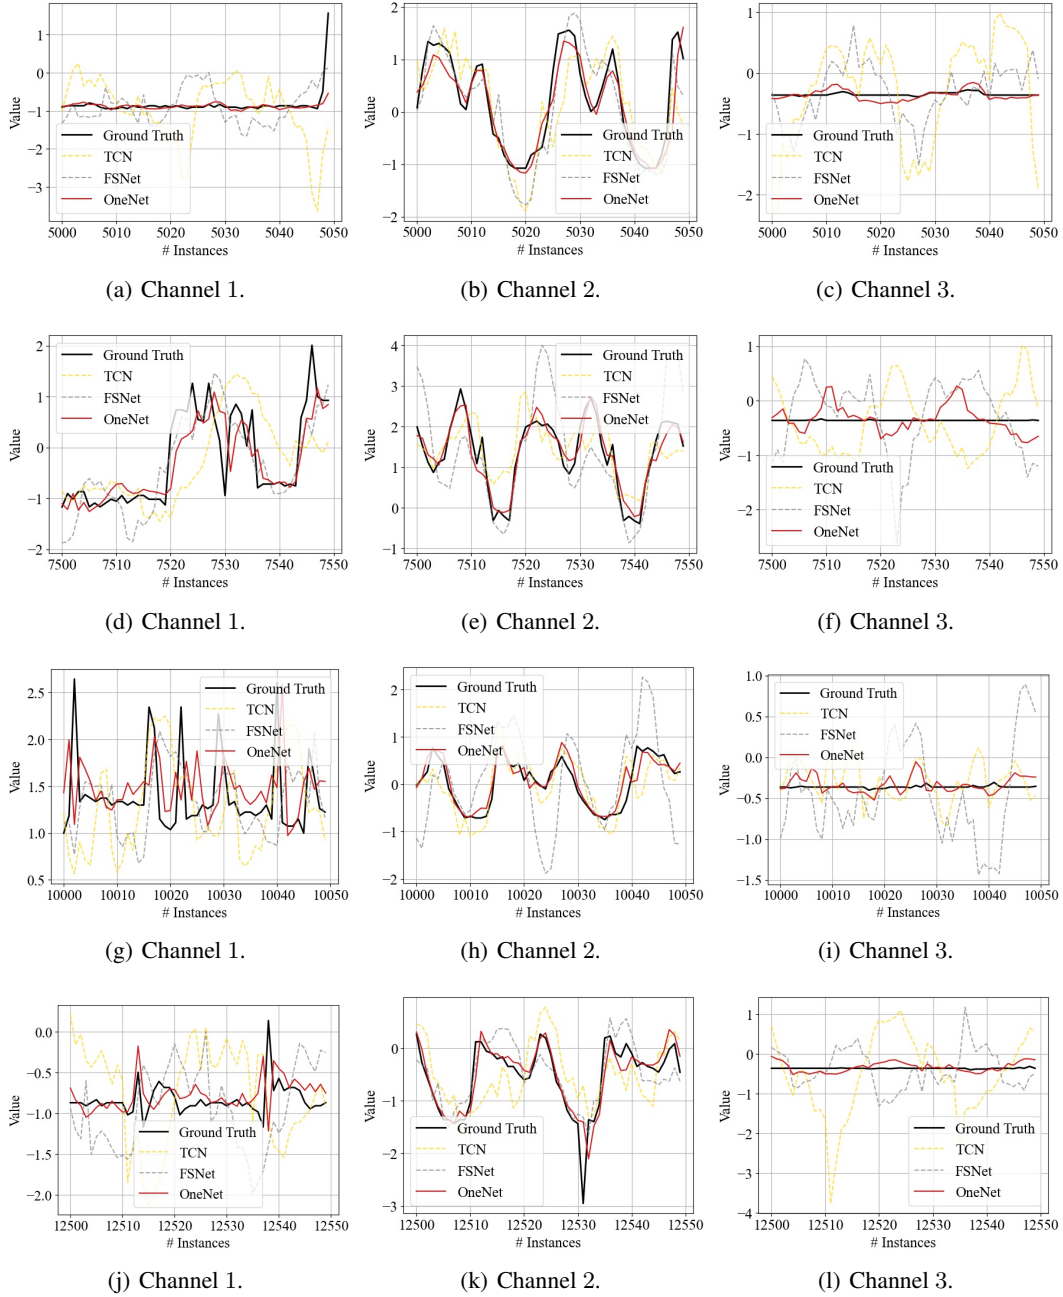 1
0
−1
−2
−3
Value
Ground Truth
TCN
FSNet
OneNet
5000 5010 5020 5030 5040 5050
# Instances
(a) Channel 1.
2
1
0
−1
−2
Value
Ground Truth
TCN
FSNet
OneNet
5000 5010 5020 5030 5040 5050
# Instances
(b) Channel 2.
1
0
−1
−2
Value
Ground Truth
TCN
FSNet
OneNet
5000 5010 5020 5030 5040 5050
# Instances
(c) Channel 3.
2
1
0
−1
−2
Value
Ground Truth
TCN
FSNet
OneNet
7500 7510 7520 7530 7540 7550
# Instances
(d) Channel 1.
4
3
2
1
0
−1
Value
Ground Truth
TCN
FSNet
OneNet
7500 7510 7520 7530 7540 7550
# Instances
(e) Channel 2.
1
0
−1
−2
Value
Ground Truth
TCN
FSNet
OneNet
7500 7510 7520 7530 7540 7550
# Instances
(f) Channel 3.
2.5
2.0
1.5
1.0
0.5
Value
Ground Truth
TCN
FSNet
OneNet
10000 10010 10020 10030 10040 10050
# Instances
(g) Channel 1.
2
1
0
−1
−2
Value
Ground Truth
TCN
FSNet
OneNet
10000 10010 10020 10030 10040 10050
# Instances
(h) Channel 2.
1.0
0.5
0.0
−0.5
−1.0
−1.5
Value
Ground Truth
TCN
FSNet
OneNet
10000 10010 10020 10030 10040 10050
# Instances
(i) Channel 3.
0.0
−0.5
−1.0
−1.5
−2.0
Value
Ground Truth
TCN
FSNet
OneNet
12500 12510 12520 12530 12540 12550
# Instances
(j) Channel 1.
0
−1
−2
−3
Value
Ground Truth
TCN
FSNet
OneNet
12500 12510 12520 12530 12540 12550
# Instances
(k) Channel 2.
1
0
−1
−2
−3
−4
Value
Ground Truth
TCN
FSNet
OneNet
12500 12510 12520 12530 12540 12550
# Instances
(l) Channel 3.